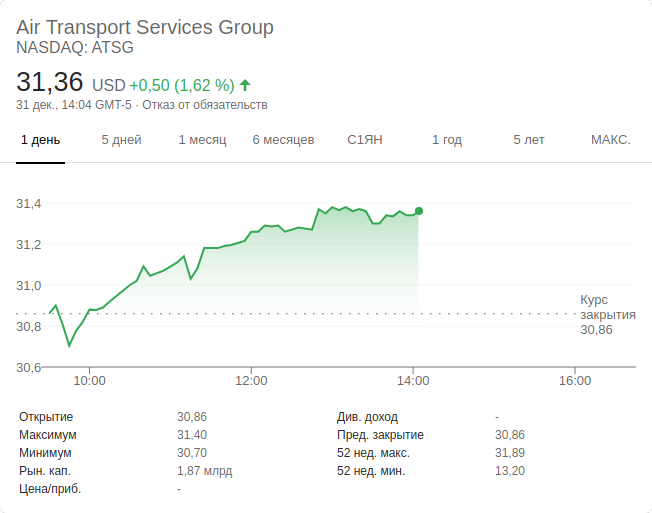 Air Transport Services Group
NASDAQ: ATSG
31,36 USD +0,50 (1,62 %)
31 дек., 14:04 GMT-5 · Отказ от обязательств
1 день 5 дней 1 месяц 6 месяцев С1ЯН 1 год 5 лет МАКС.
31,4
31,2
31,0
30,8
30,6
Курс
закрытия
30,86
10:00 12:00 14:00 16:00
Открытие 30,86 Див. доход -
Максимум 31,40 Пред. закрытие 30,86
Минимум 30,70 52 нед. макс. 31,89
Рын. кап. 1,87 млрд 52 нед. мин. 13,20
Цена/приб. -